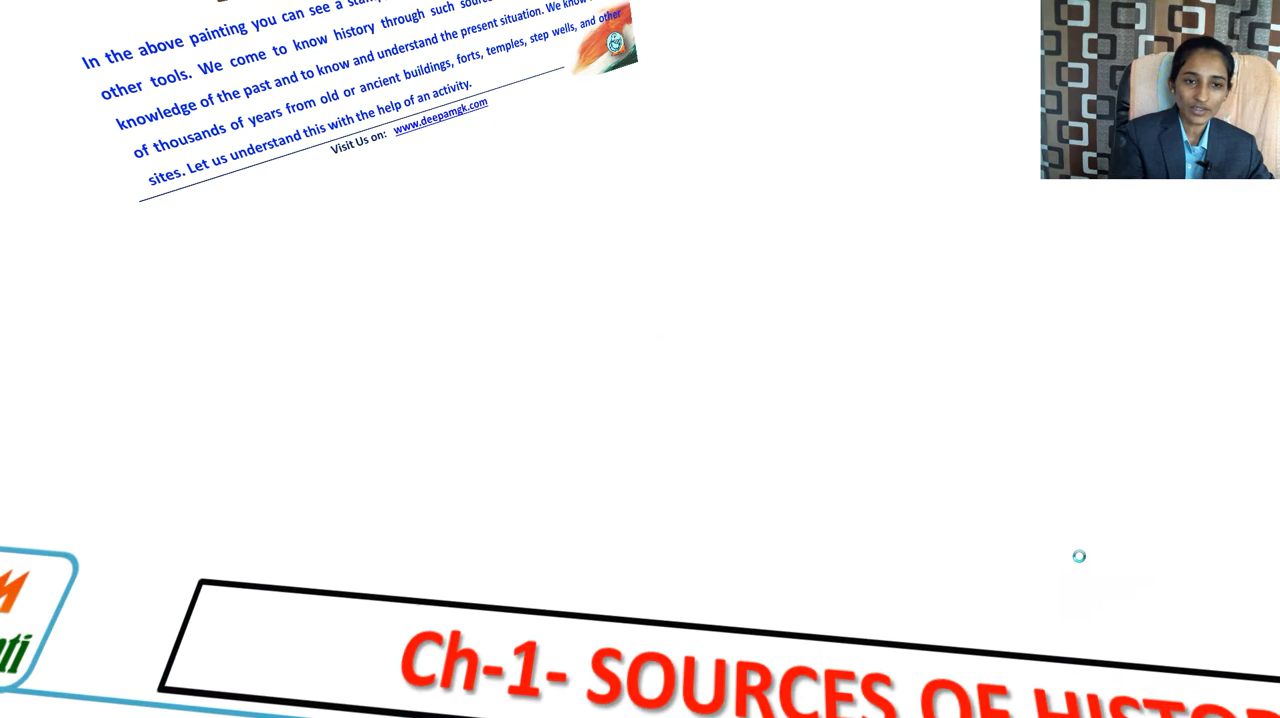 In the above painting you can see a
other tools. We come to know history through such
knowledge of the past and to know and understand the present situation. We know
of thousands of years from old or ancient buildings, forts, temples, step wells, and other
sites. Let us understand this with the help of an activity.
Visit Us on: www.deepamgk.com
Ch-1- SOURCES OF